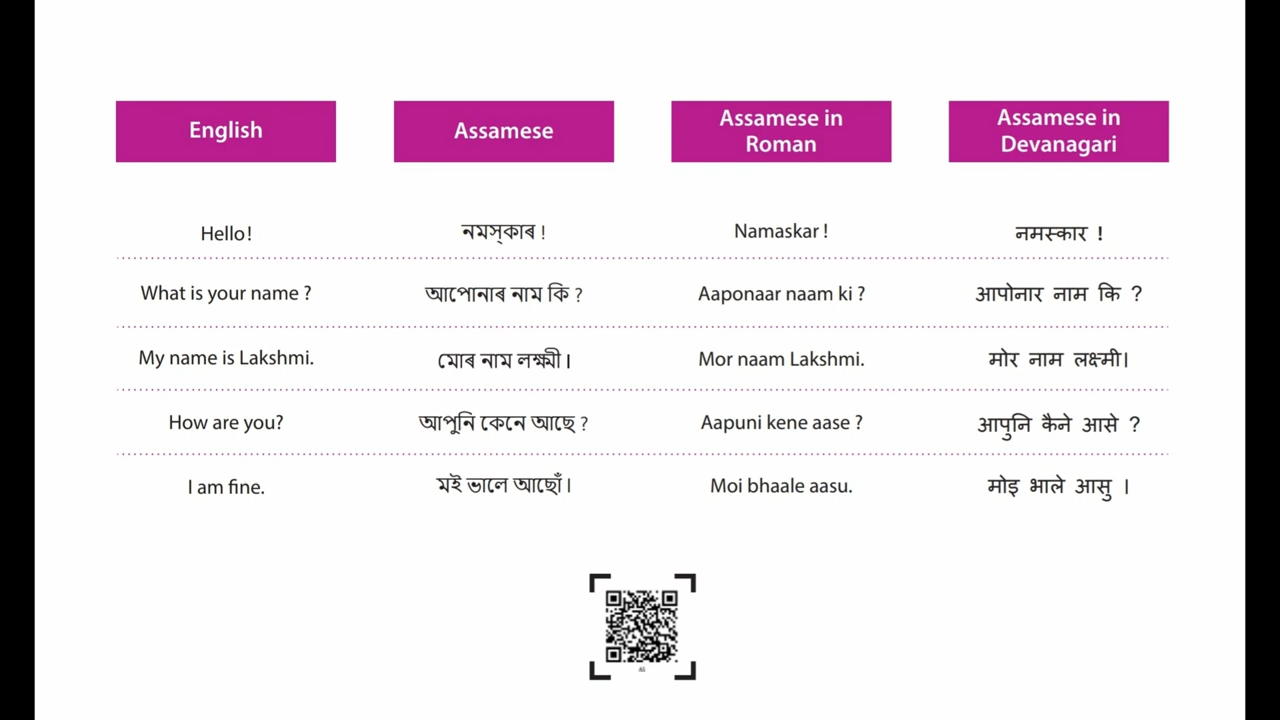 English Assamese Assamese in Roman Assamese in Devanagari
Hello! নমস্কাৰ ! Namaskar ! नमस्कार !
What is your name ? আপোনাৰ নাম কি ? Aaponaar naam ki ? आपोनार नाम कि ?
My name is Lakshmi. মোৰ নাম লক্ষ্মী। Mor naam Lakshmi. मोर नाम लक्ष्मी।
How are you? আপুনি কেনে আছে ? Aapuni kene aase ? आपुनि कैने आसे ?
I am fine. মই ভালে আছোঁ। Moi bhaale aasu. मोइ भाले आसु ।